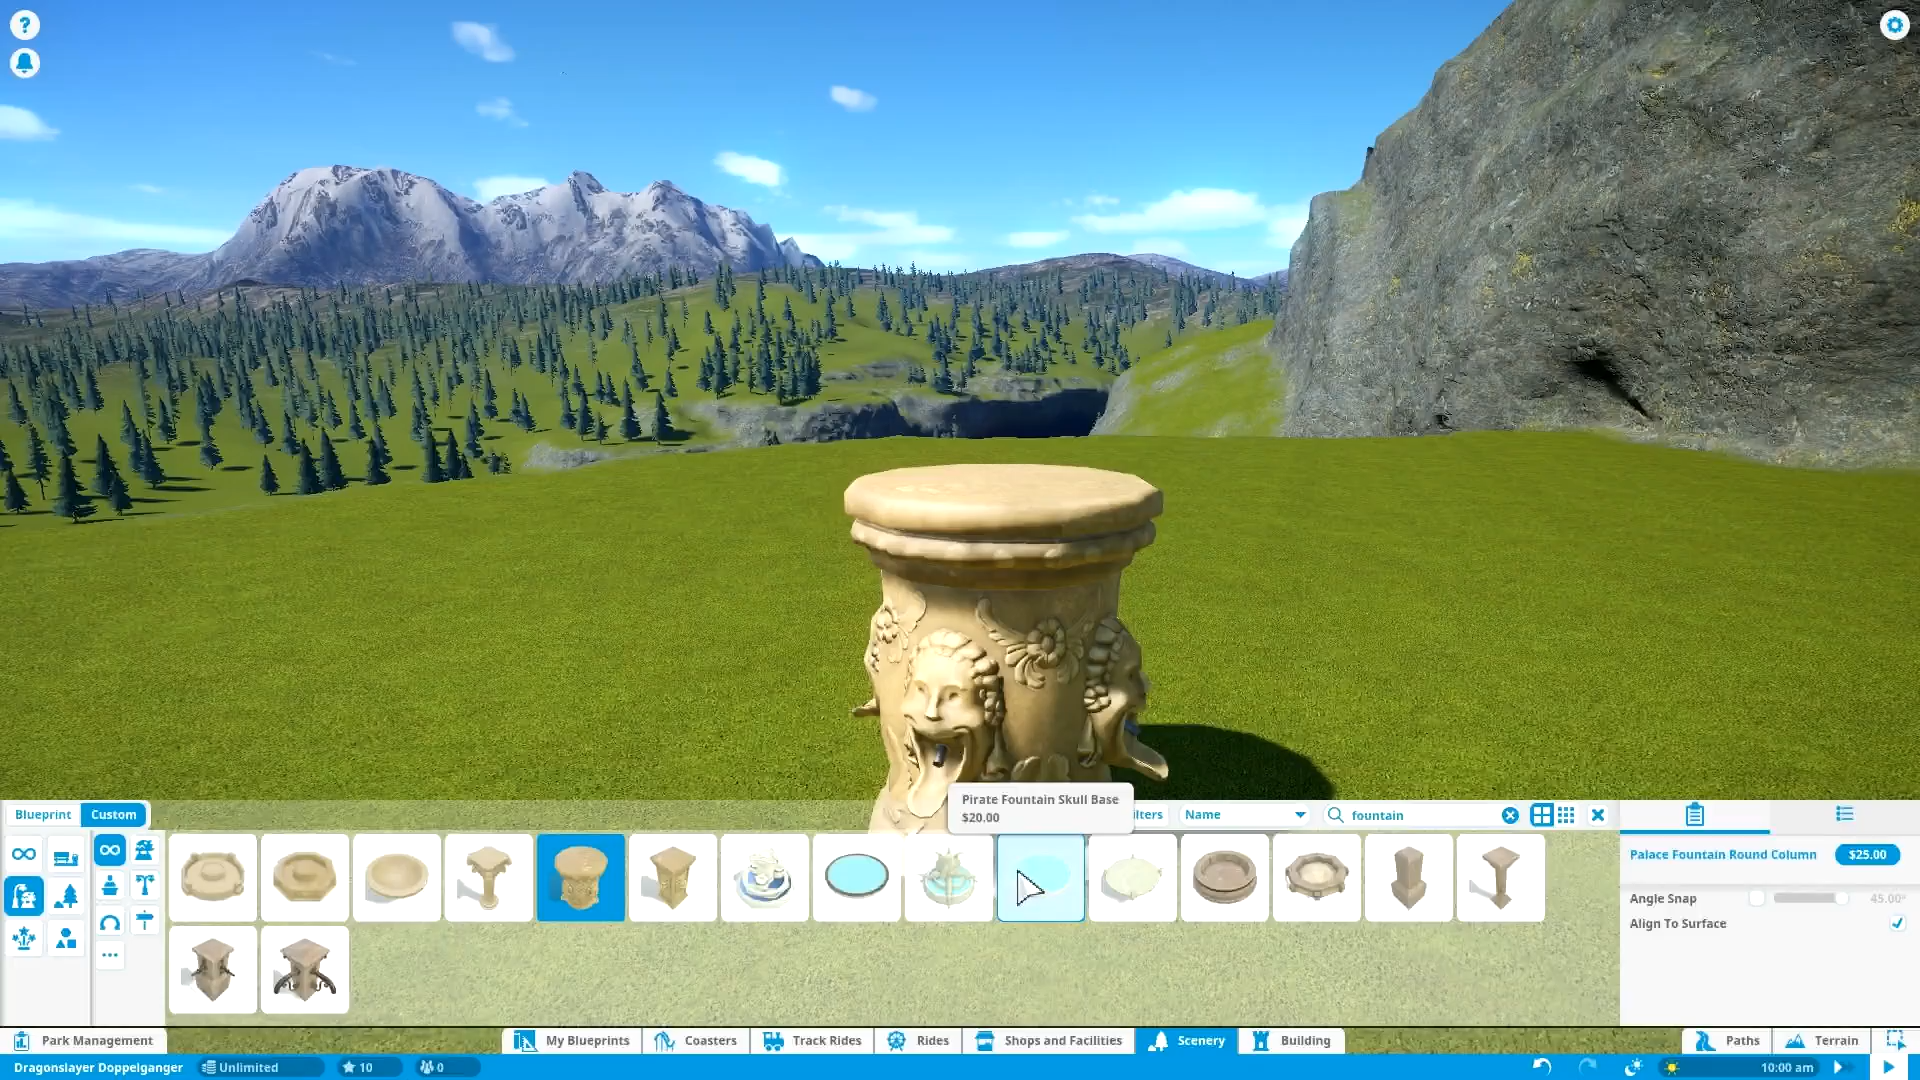 Pirate Fountain Skull Base
$20.00
Blueprint
Custom
ilters
Name
fountain
Palace Fountain Round Column
$25.00
Angle Snap
45.00°
Align To Surface
Park Management
My Blueprints
Coasters
Track Rides
Rides
Shops and Facilities
Scenery
Building
Paths
Terrain
Dragonslayer Doppelganger
Unlimited
10
0
10:00 am